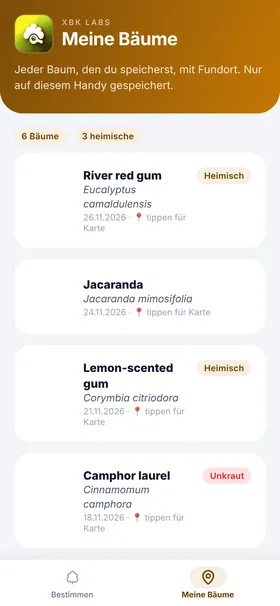 XBK LABS
Meine Bäume
Jeder Baum, den du speicherst, mit Fundort. Nur
auf diesem Handy gespeichert.
6 Bäume
3 heimische
River red gum
Heimisch
Eucalyptus
camaldulensis
26.11.2026 · 📍 tippen für
Karte
Jacaranda
Jacaranda mimosifolia
24.11.2026 · 📍 tippen für Karte
Lemon-scented
gum
Heimisch
Corymbia citriodora
21.11.2026 · 📍 tippen für
Karte
Camphor laurel
Unkraut
Cinnamomum
camphora
18.11.2026 · 📍 tippen für
Karte
Bestimmen
Meine Bäume